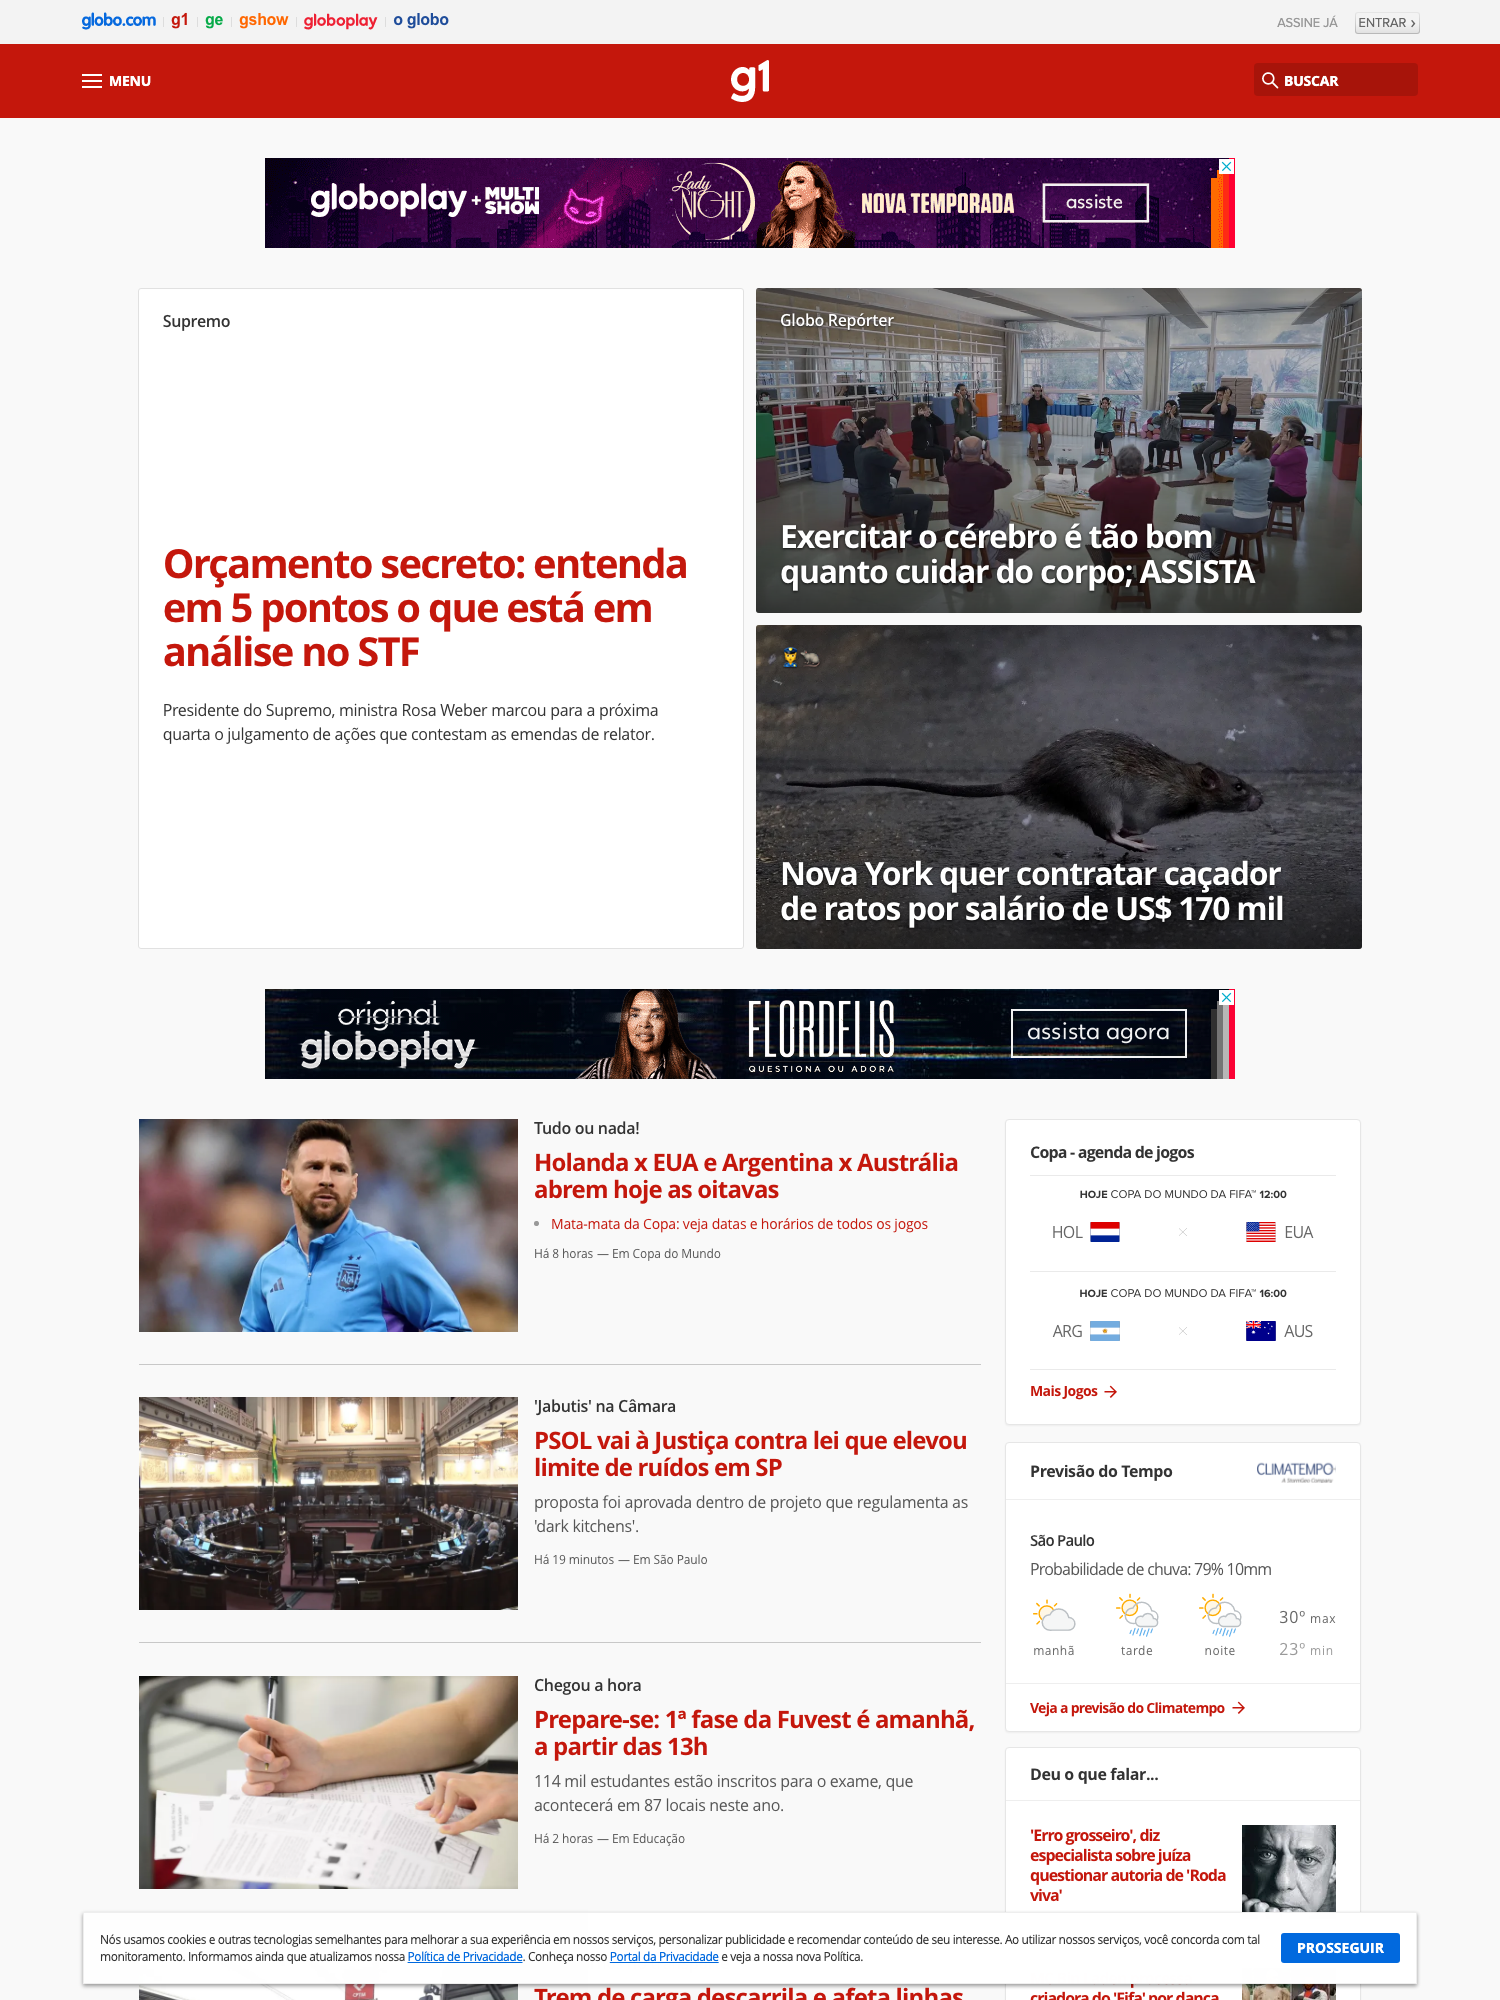 globo.com g1 ge gshow globoplay o globo
ASSINE JÁ
ENTRAR ›
MENU
g1
BUSCAR
globoplay + MULTI SHOW
Lady NIGHT
NOVA TEMPORADA
assiste
Supremo
Orçamento secreto: entenda
em 5 pontos o que está em
análise no STF
Presidente do Supremo, ministra Rosa Weber marcou para a próxima
quarta o julgamento de ações que contestam as emendas de relator.
Globo Repórter
Exercitar o cérebro é tão bom
quanto cuidar do corpo; ASSISTA
Nova York quer contratar caçador
de ratos por salário de US$ 170 mil
original
globoplay
FLORDELIS
QUESTIONA OU ADORA
assista agora
Tudo ou nada!
Holanda x EUA e Argentina x Austrália
abrem hoje as oitavas
Mata-mata da Copa: veja datas e horários de todos os jogos
Há 8 horas — Em Copa do Mundo
'Jabutis' na Câmara
PSOL vai à Justiça contra lei que elevou
limite de ruídos em SP
proposta foi aprovada dentro de projeto que regulamenta as
'dark kitchens'.
Há 19 minutos — Em São Paulo
Chegou a hora
Prepare-se: 1ª fase da Fuvest é amanhã,
a partir das 13h
114 mil estudantes estão inscritos para o exame, que
acontecerá em 87 locais neste ano.
Há 2 horas — Em Educação
Copa - agenda de jogos
HOJE COPA DO MUNDO DA FIFA™ 12:00
HOL × EUA
HOJE COPA DO MUNDO DA FIFA™ 16:00
ARG × AUS
Mais Jogos →
Previsão do Tempo
CLIMATEMPO
A StormGeo Company
São Paulo
Probabilidade de chuva: 79% 10mm
manhã tarde noite
30º max
23º min
Veja a previsão do Climatempo →
Deu o que falar...
'Erro grosseiro', diz
especialista sobre juíza
questionar autoria de 'Roda
viva'
Nós usamos cookies e outras tecnologias semelhantes para melhorar a sua experiência em nossos serviços, personalizar publicidade e recomendar conteúdo de seu interesse. Ao utilizar nossos serviços, você concorda com tal
monitoramento. Informamos ainda que atualizamos nossa Política de Privacidade. Conheça nosso Portal da Privacidade e veja a nossa nova Política.
PROSSEGUIR
Trem de carga descarrila e afeta linhas
criadora do 'Fifa' por dança